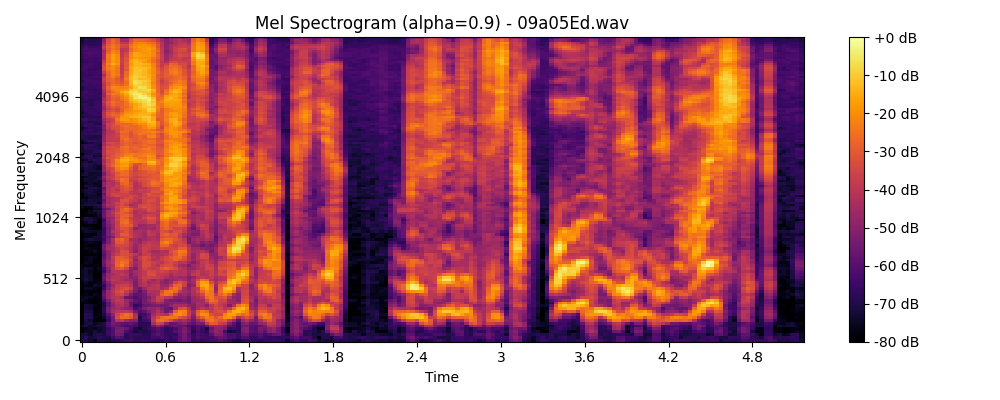 Mel Spectrogram (alpha=0.9) - 09a05Ed.wav
Mel Frequency
4096
2048
1024
512
0
0 0.6 1.2 1.8 2.4 3 3.6 4.2 4.8
Time
+0 dB
-10 dB
-20 dB
-30 dB
-40 dB
-50 dB
-60 dB
-70 dB
-80 dB